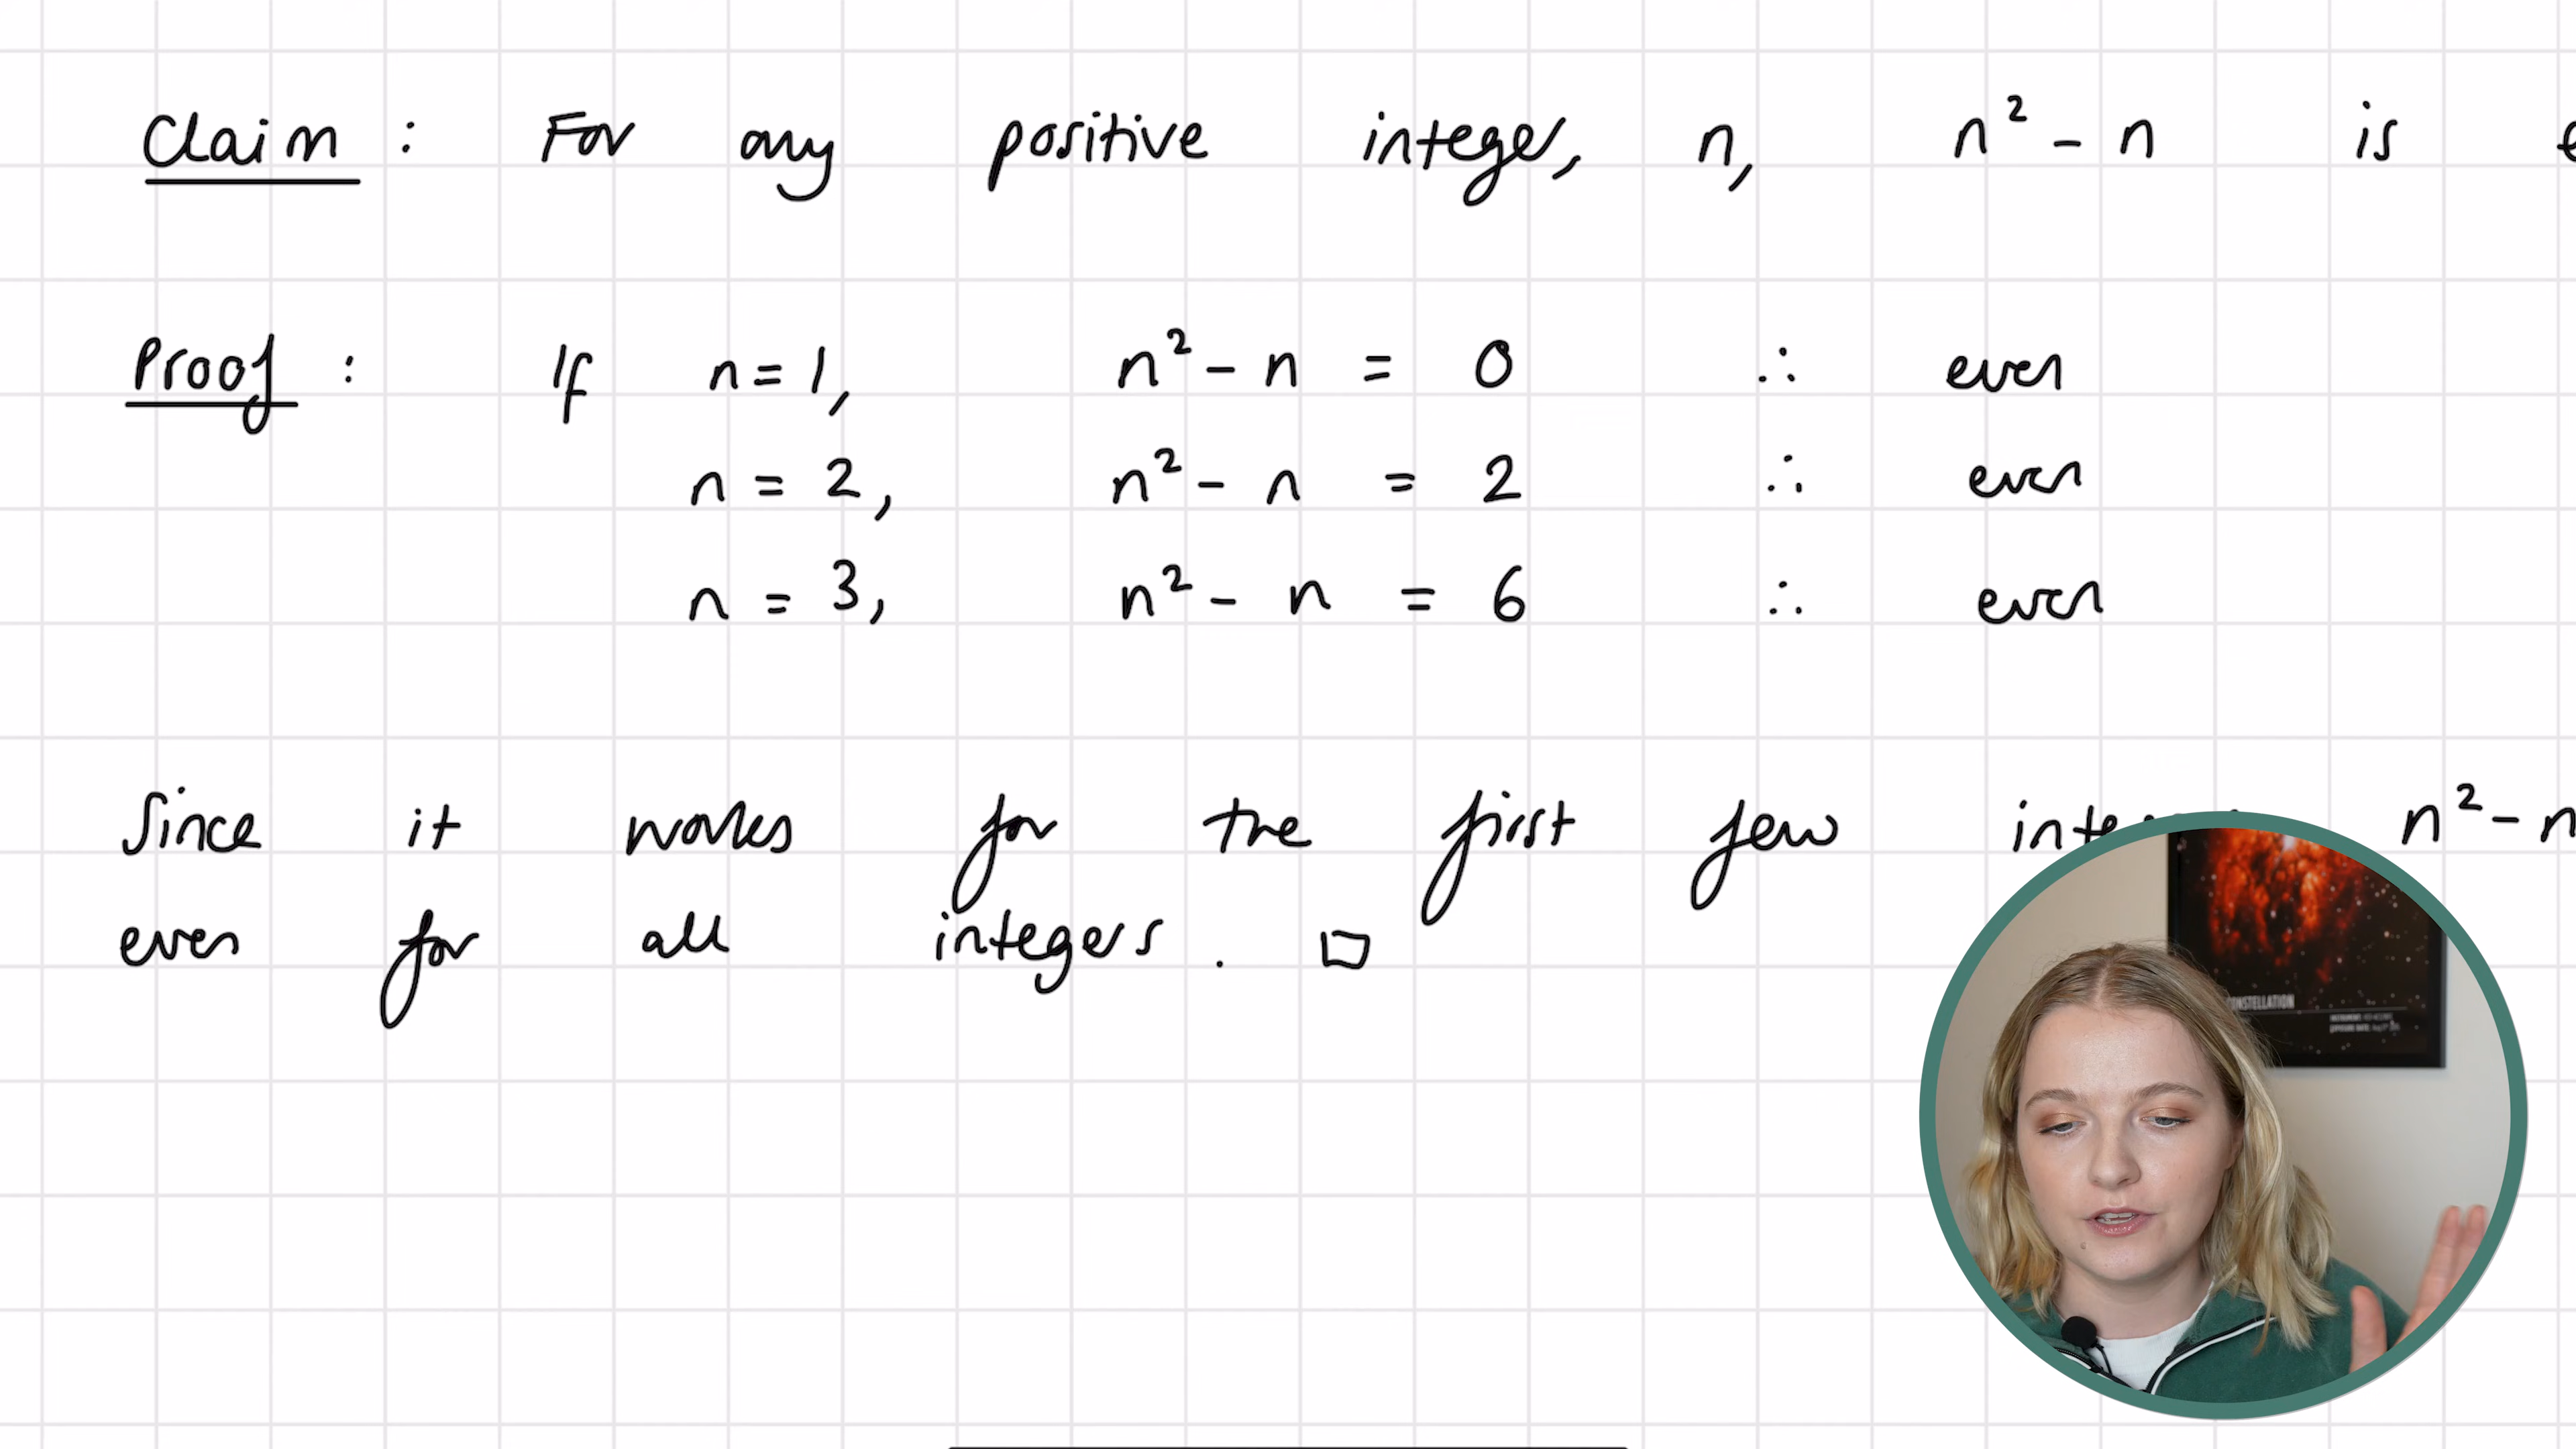 Claim : For any positive integer, n, n² - n is e
Proof : If n = 1, n² - n = 0 ∴ even
n = 2, n² - n = 2 ∴ even
n = 3, n² - n = 6 ∴ even
Since it works for the first few n² - n
even for all integers. □
ONSTELLATION